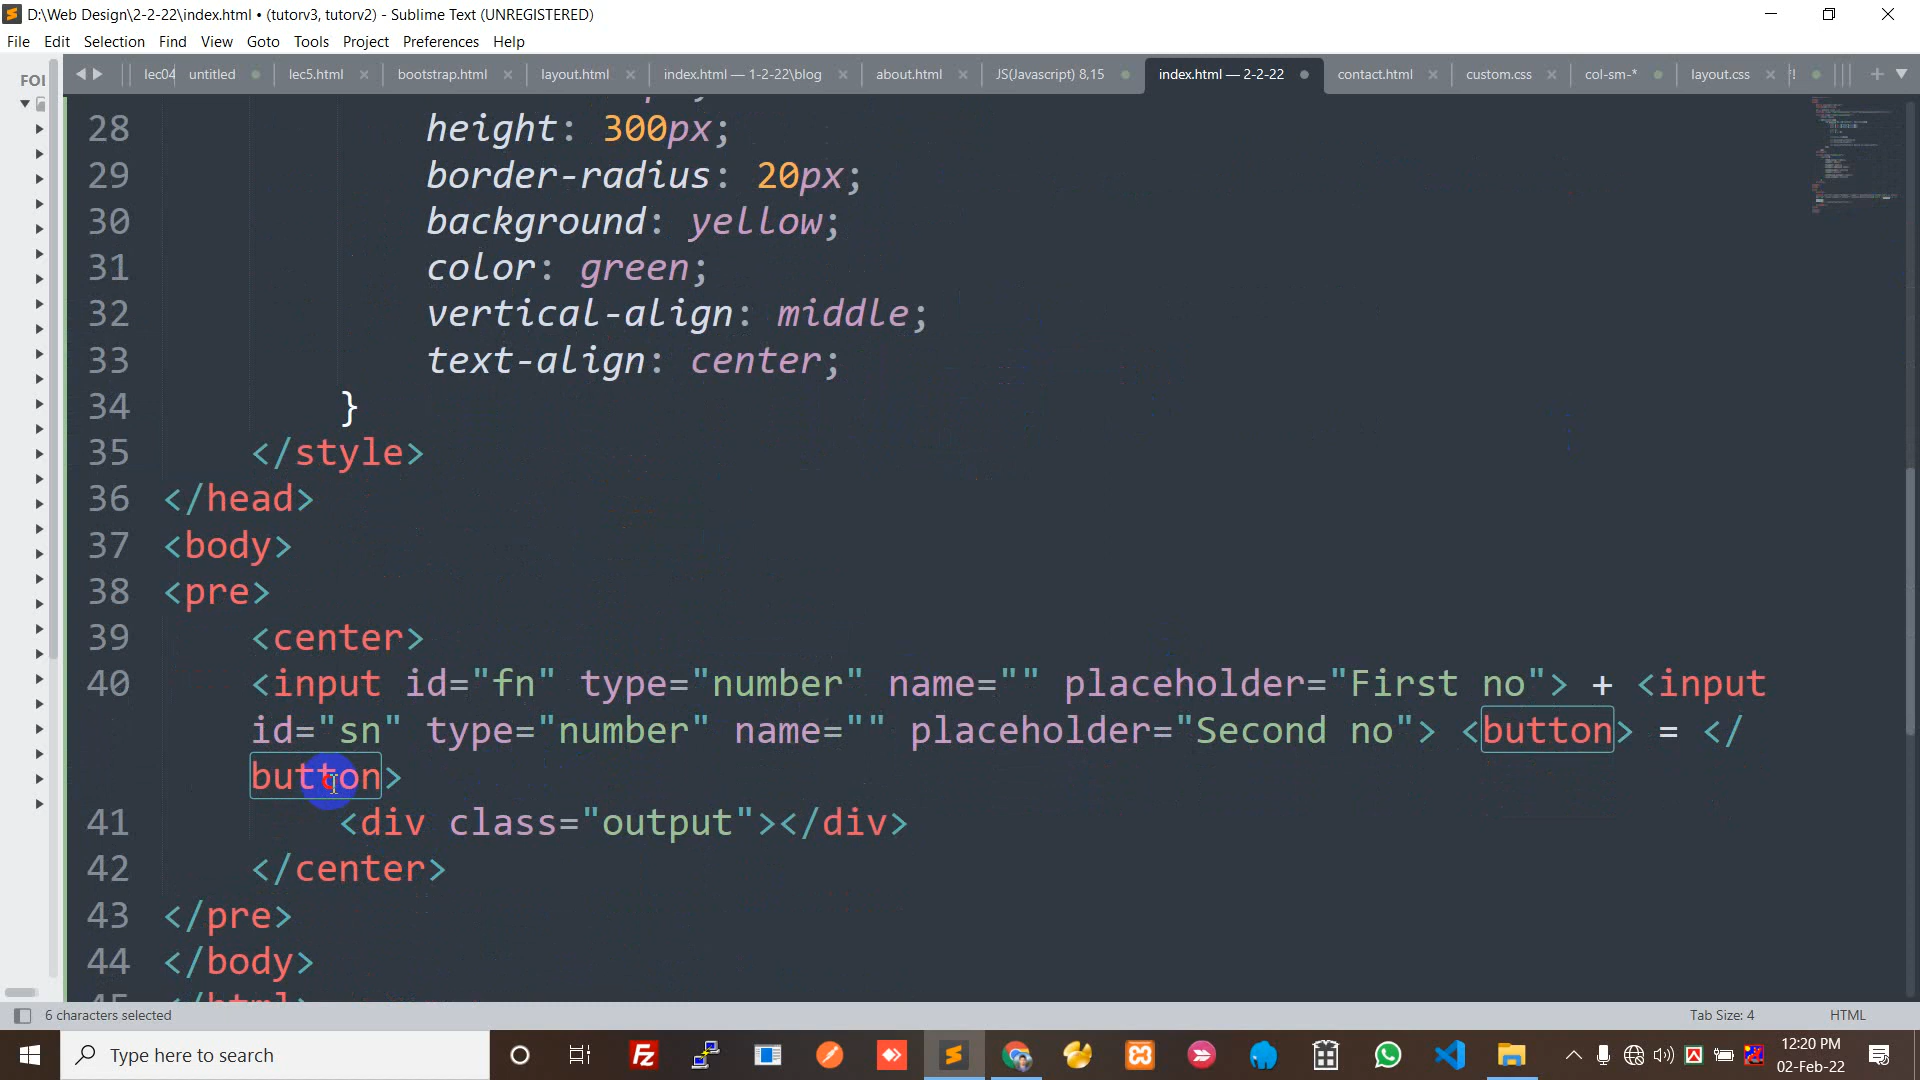 D:\Web Design\2-2-22\index.html • (tutorv3, tutorv2) - Sublime Text (UNREGISTERED)
File Edit Selection Find View Goto Tools Project Preferences Help
FOI
lec04 untitled lec5.html bootstrap.html layout.html index.html — 1-2-22\blog about.html JS(Javascript) 8,15 index.html — 2-2-22 contact.html custom.css col-sm-* layout.css
28 height: 300px;
29 border-radius: 20px;
30 background: yellow;
31 color: green;
32 vertical-align: middle;
33 text-align: center;
34 }
35 </style>
36 </head>
37 <body>
38 <pre>
39 <center>
40 <input id="fn" type="number" name="" placeholder="First no"> + <input
id="sn" type="number" name="" placeholder="Second no"> <button> = </
button>
41 <div class="output"></div>
42 </center>
43 </pre>
44 </body>
6 characters selected
Tab Size: 4
HTML
Type here to search
12:20 PM
02-Feb-22